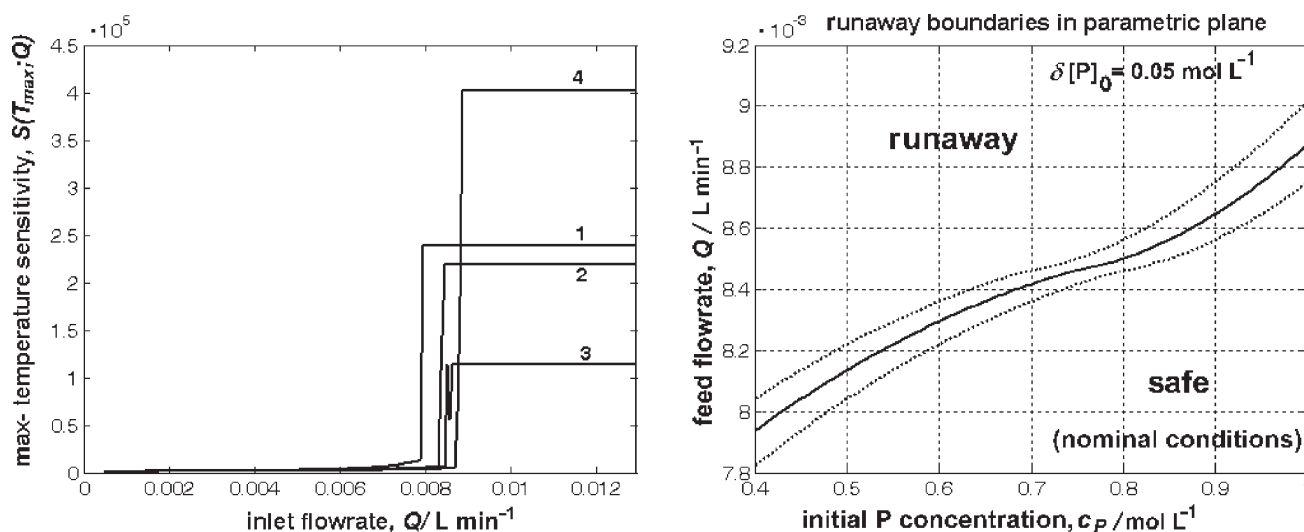 ·10⁵
4.5
4
3.5
3
2.5
2
1.5
1
0.5
0
max- temperature sensitivity, S(Tmax;Q)
4
1
2
3
0 0.002 0.004 0.006 0.008 0.01 0.012
inlet flowrate, Q/ L min⁻¹
runaway boundaries in parametric plane
·10⁻³
9.2
9
8.8
8.6
8.4
8.2
8
7.8
feed flowrate, Q / L min⁻¹
δ [P]₀= 0.05 mol L⁻¹
runaway
safe
(nominal conditions)
0.4 0.5 0.6 0.7 0.8 0.9
initial P concentration, cP /mol L⁻¹